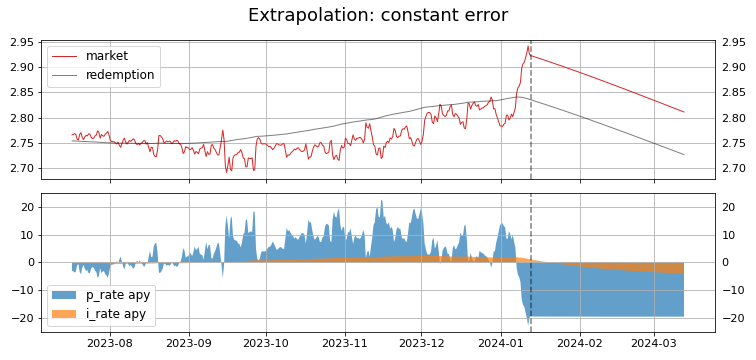 Extrapolation: constant error
2.95 2.95
market
redemption
2.90 2.90
2.85 2.85
2.80 2.80
2.75 2.75
2.70 2.70
20 20
10 10
0 0
−10 −10
p_rate apy
i_rate apy
−20 −20
2023-08 2023-09 2023-10 2023-11 2023-12 2024-01 2024-02 2024-03